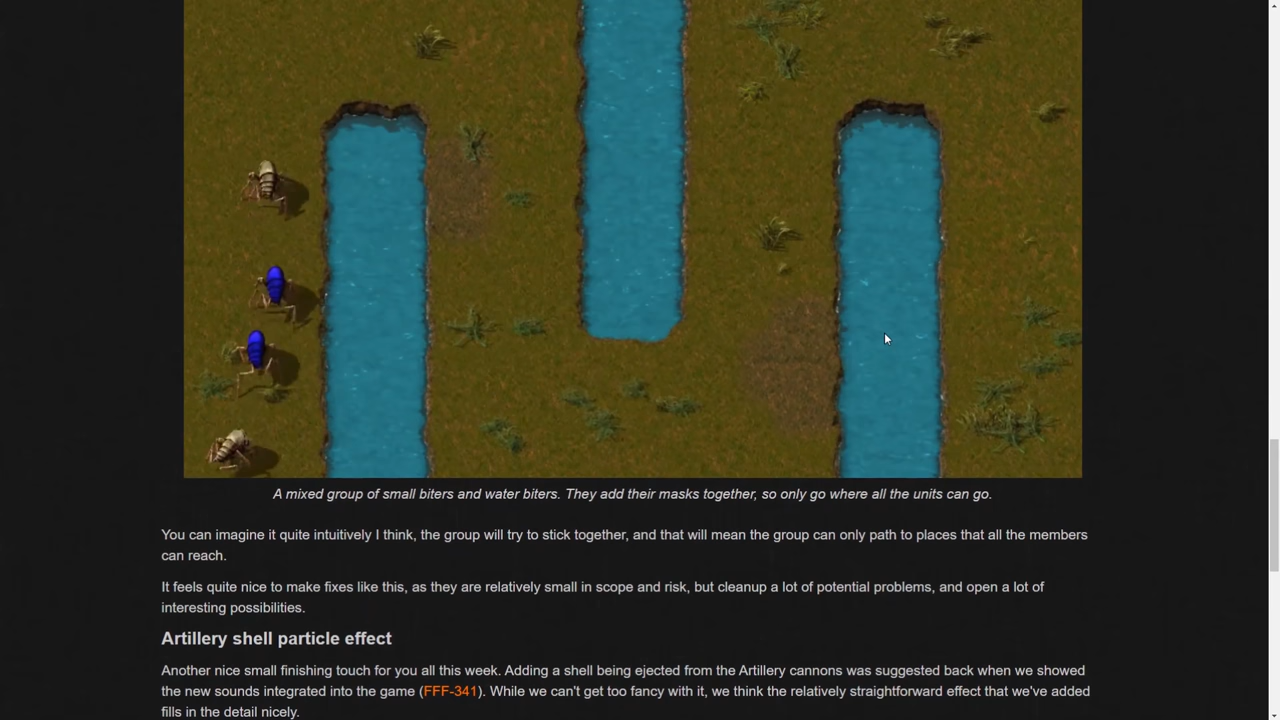 A mixed group of small biters and water biters. They add their masks together, so only go where all the units can go.
You can imagine it quite intuitively I think, the group will try to stick together, and that will mean the group can only path to places that all the members
can reach.
It feels quite nice to make fixes like this, as they are relatively small in scope and risk, but cleanup a lot of potential problems, and open a lot of
interesting possibilities.
Artillery shell particle effect
Another nice small finishing touch for you all this week. Adding a shell being ejected from the Artillery cannons was suggested back when we showed
the new sounds integrated into the game (FFF-341). While we can't get too fancy with it, we think the relatively straightforward effect that we've added
fills in the detail nicely.